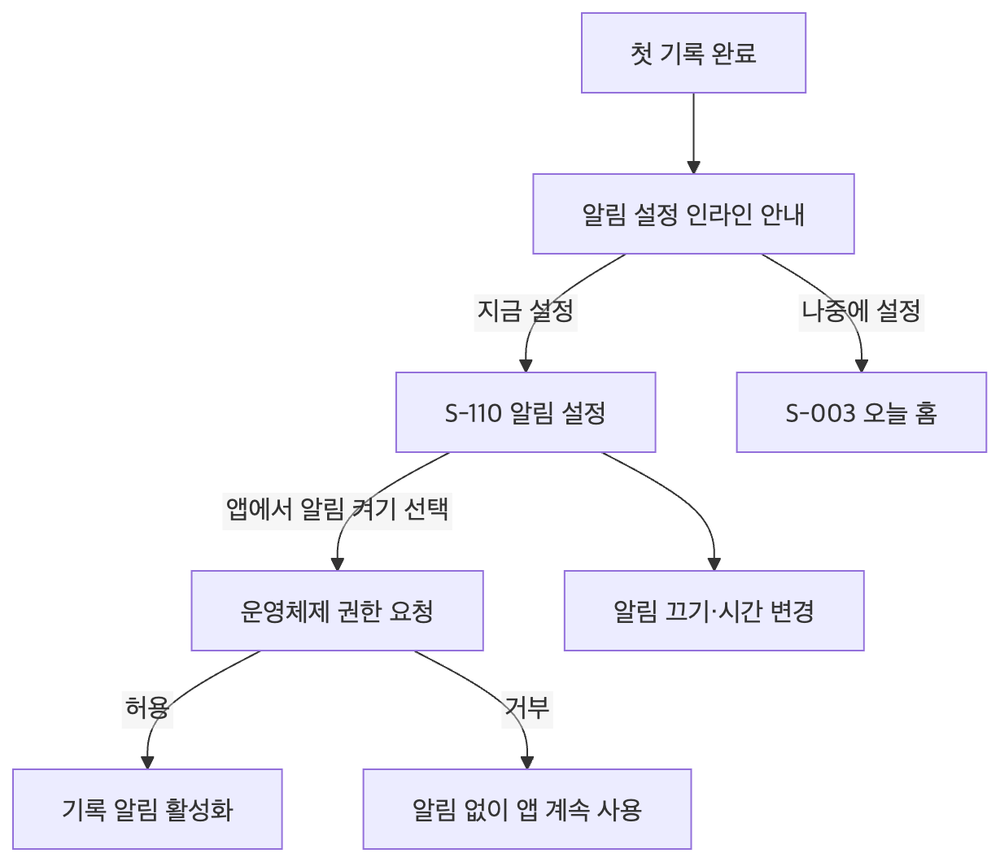 첫 기록 완료
알림 설정 인라인 안내
지금 설정
나중에 설정
S-110 알림 설정
S-003 오늘 홈
앱에서 알림 켜기 선택
운영체제 권한 요청
알림 끄기·시간 변경
허용
거부
기록 알림 활성화
알림 없이 앱 계속 사용